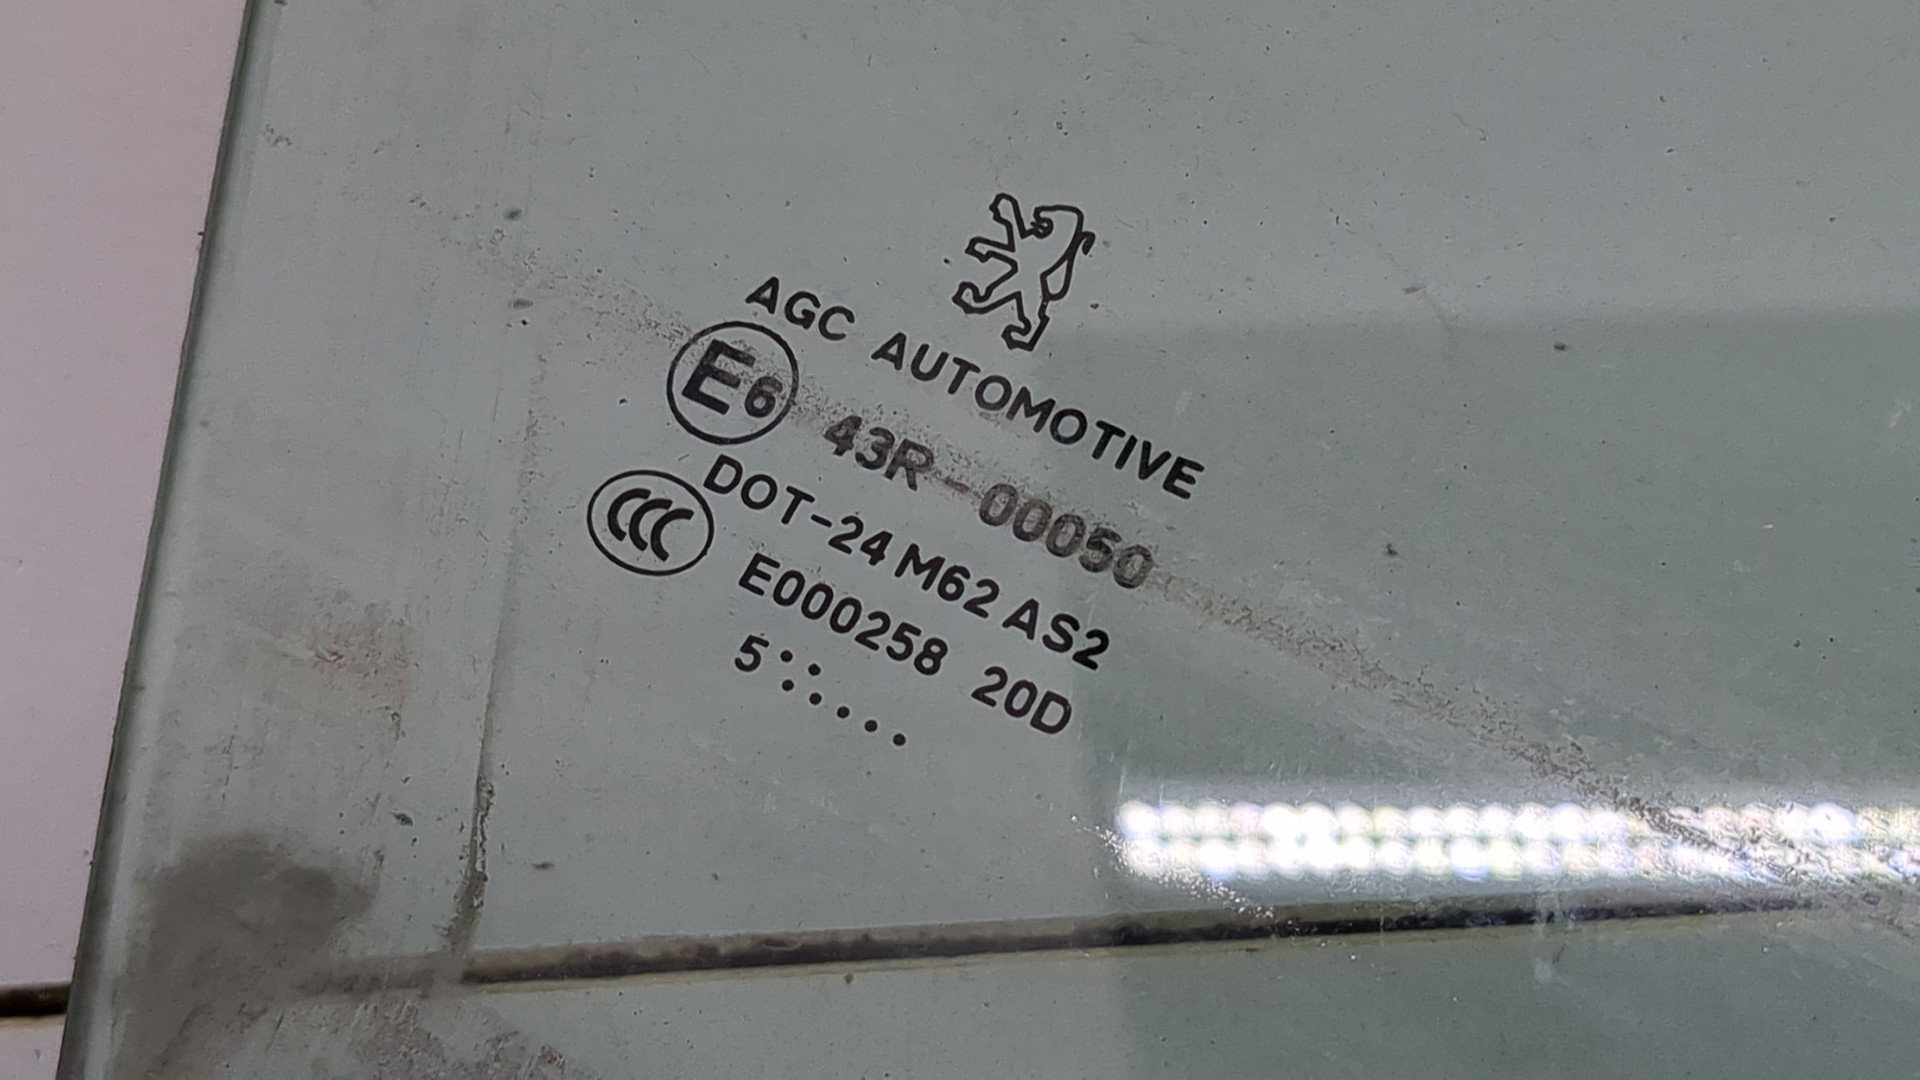 AGC AUTOMOTIVE
E6 43R-00050
DOT-24 M62 AS2
CCC E000258 20D
5